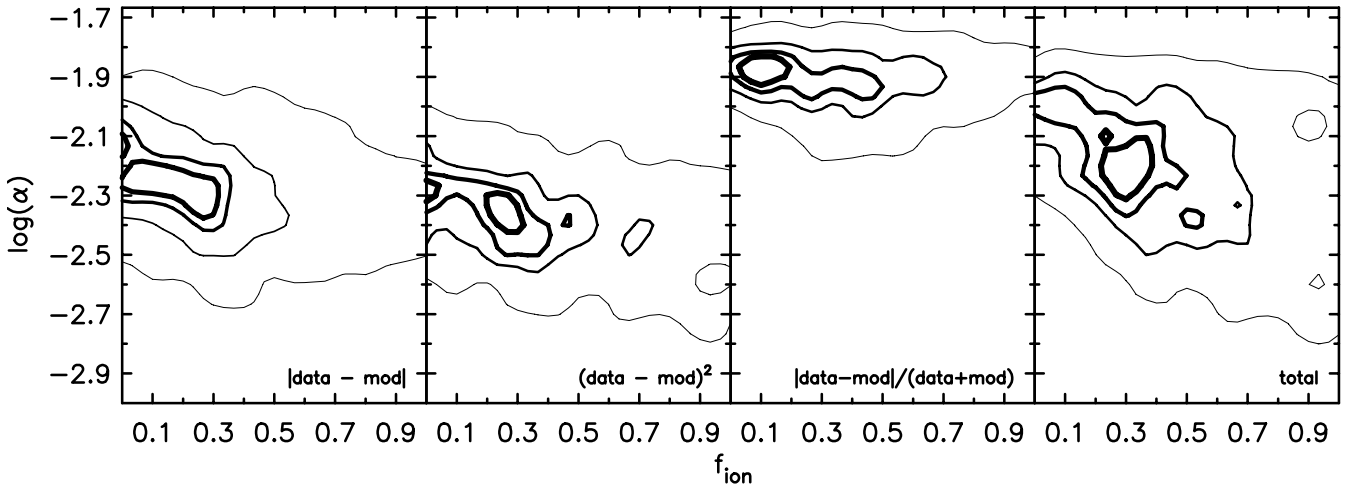 −1.7
−1.9
−2.1
−2.3
−2.5
−2.7
−2.9
log(α)
|data − mod|
(data − mod)²
|data−mod|/(data+mod)
total
0.1 0.3 0.5 0.7 0.9 0.1 0.3 0.5 0.7 0.9 0.1 0.3 0.5 0.7 0.9 0.1 0.3 0.5 0.7 0.9
f_ion